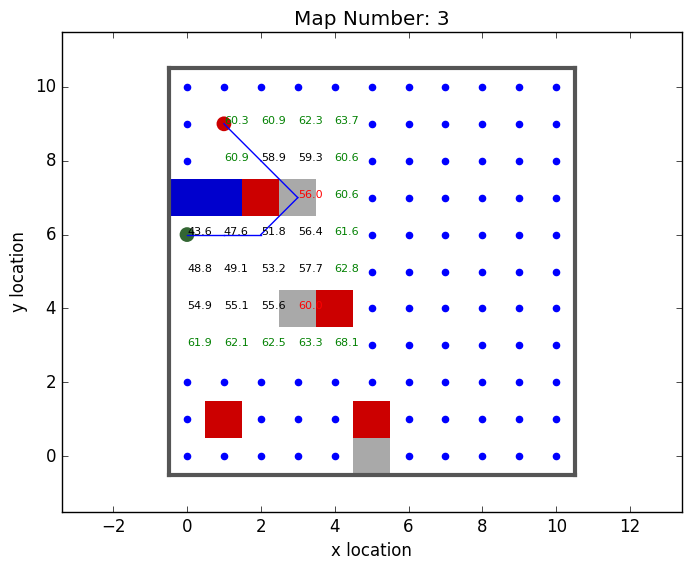 Map Number: 3
10
60.3 60.9 62.3 63.7
8
60.9 58.9 59.3 60.6
56.0 60.6
6
43.6 47.6 51.8 56.4 61.6
48.8 49.1 53.2 57.7 62.8
4
54.9 55.1 55.6
61.9 62.1 62.5 63.3 68.1
2
0
−2 0 2 4 6 8 10 12
x location
y location